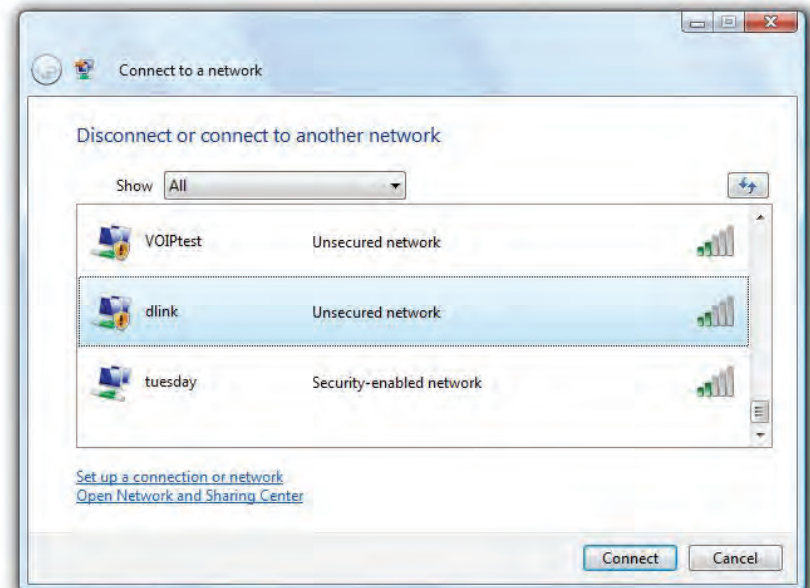 Connect to a network
Disconnect or connect to another network
Show All
VOIPtest Unsecured network
dlink Unsecured network
tuesday Security-enabled network
Set up a connection or network
Open Network and Sharing Center
Connect Cancel